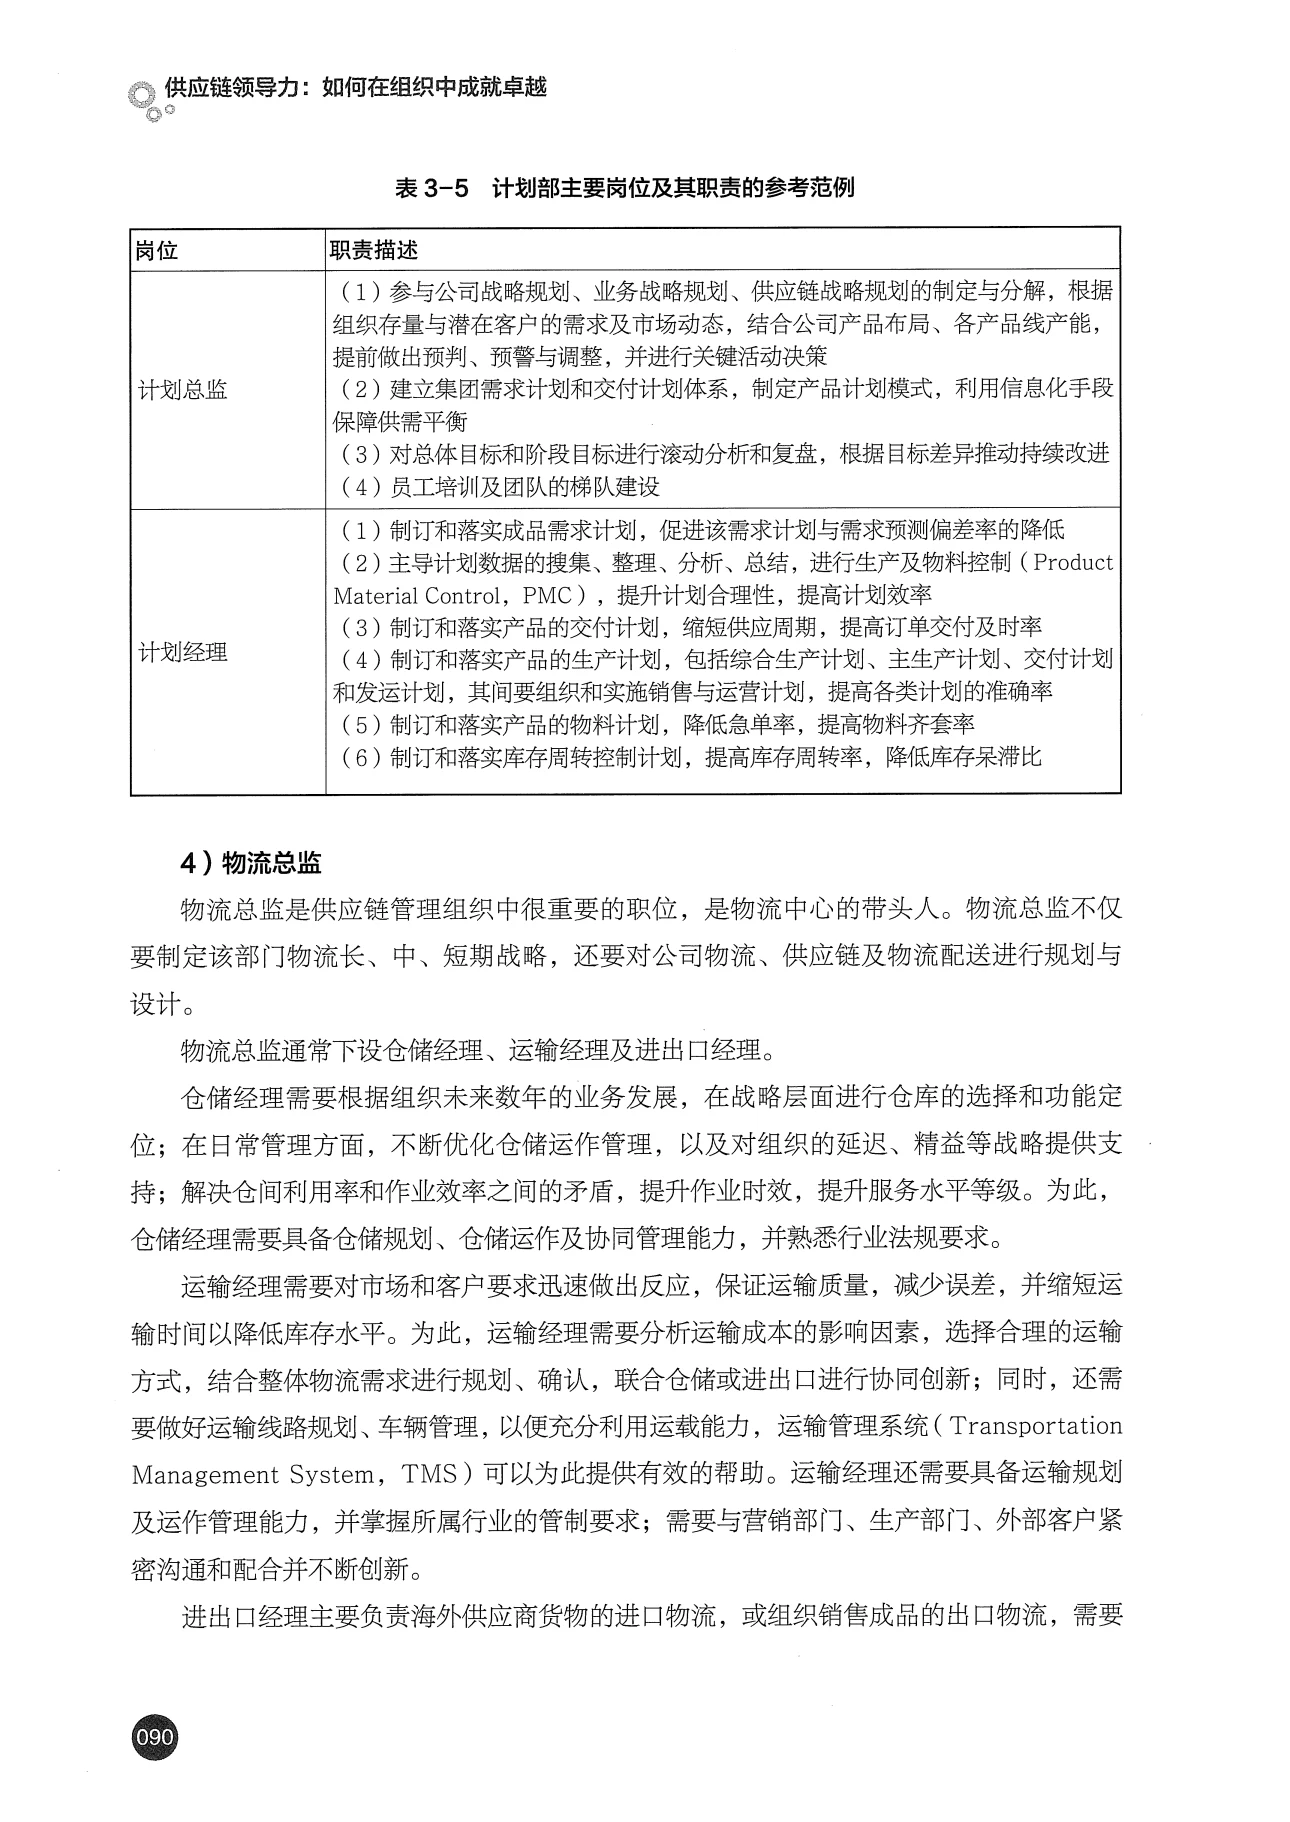 供应链领导力：如何在组织中成就卓越
表 3-5 计划部主要岗位及其职责的参考范例
岗位
职责描述
计划总监
（1）参与公司战略规划、业务战略规划、供应链战略规划的制定与分解，根据
组织存量与潜在客户的需求及市场动态，结合公司产品布局、各产品线产能，
提前做出预判、预警与调整，并进行关键活动决策
（2）建立集团需求计划和交付计划体系，制定产品计划模式，利用信息化手段
保障供需平衡
（3）对总体目标和阶段目标进行滚动分析和复盘，根据目标差异推动持续改进
（4）员工培训及团队的梯队建设
计划经理
（1）制订和落实成品需求计划，促进该需求计划与需求预测偏差率的降低
（2）主导计划数据的搜集、整理、分析、总结，进行生产及物料控制（Product
Material Control，PMC），提升计划合理性，提高计划效率
（3）制订和落实产品的交付计划，缩短供应周期，提高订单交付及时率
（4）制订和落实产品的生产计划，包括综合生产计划、主生产计划、交付计划
和发运计划，其间要组织和实施销售与运营计划，提高各类计划的准确率
（5）制订和落实产品的物料计划，降低急单率，提高物料齐套率
（6）制订和落实库存周转控制计划，提高库存周转率，降低库存呆滞比
4）物流总监
物流总监是供应链管理组织中很重要的职位，是物流中心的带头人。物流总监不仅
要制定该部门物流长、中、短期战略，还要对公司物流、供应链及物流配送进行规划与
设计。
物流总监通常下设仓储经理、运输经理及进出口经理。
仓储经理需要根据组织未来数年的业务发展，在战略层面进行仓库的选择和功能定
位；在日常管理方面，不断优化仓储运作管理，以及对组织的延迟、精益等战略提供支
持；解决仓间利用率和作业效率之间的矛盾，提升作业时效，提升服务水平等级。为此，
仓储经理需要具备仓储规划、仓储运作及协同管理能力，并熟悉行业法规要求。
运输经理需要对市场和客户要求迅速做出反应，保证运输质量，减少误差，并缩短运
输时间以降低库存水平。为此，运输经理需要分析运输成本的影响因素，选择合理的运输
方式，结合整体物流需求进行规划、确认，联合仓储或进出口进行协同创新；同时，还需
要做好运输线路规划、车辆管理，以便充分利用运载能力，运输管理系统（Transportation
Management System，TMS）可以为此提供有效的帮助。运输经理还需要具备运输规划
及运作管理能力，并掌握所属行业的管制要求；需要与营销部门、生产部门、外部客户紧
密沟通和配合并不断创新。
进出口经理主要负责海外供应商货物的进口物流，或组织销售成品的出口物流，需要
090